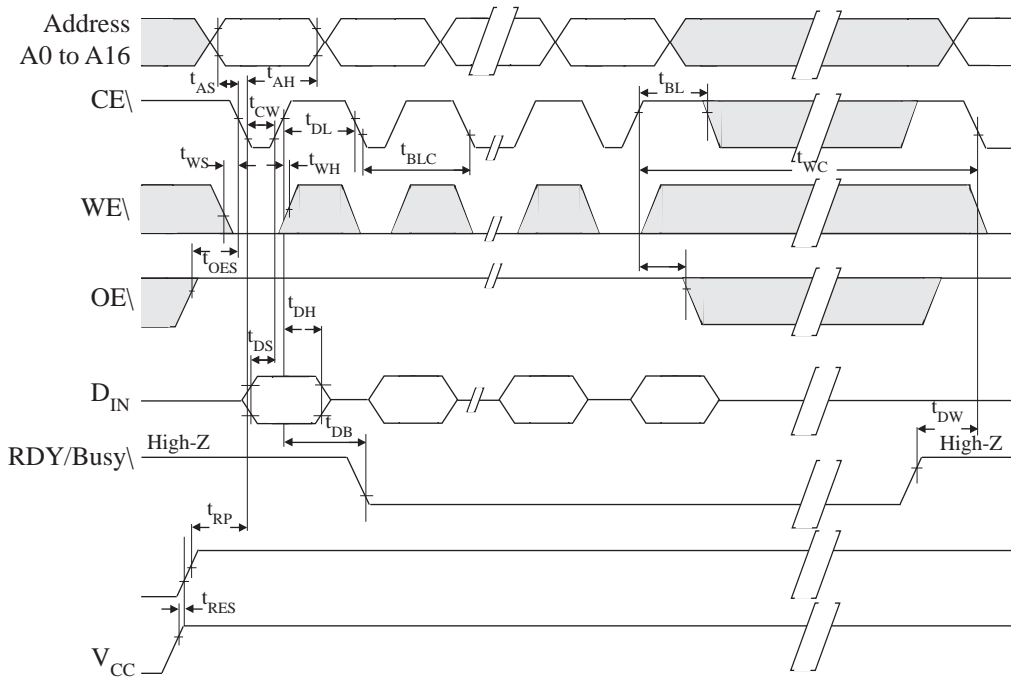 Address
A0 to A16
tAS
tAH
CE\
tCW
tDL
tBL
tBLC
tWS
tWH
tWC
WE\
tOES
OE\
tDH
tDS
DIN
tDB
tDW
High-Z
High-Z
RDY/Busy\
tRP
tRES
VCC